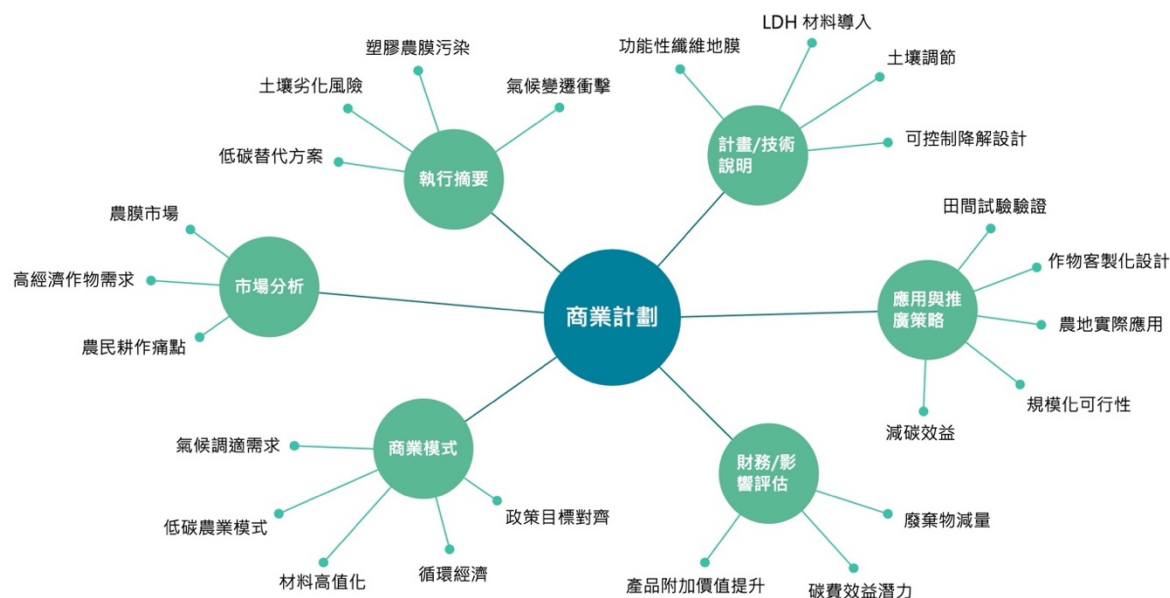 商業計劃
執行摘要
塑膠農膜污染
土壤劣化風險
氣候變遷衝擊
低碳替代方案
計畫/技術
說明
LDH 材料導入
功能性纖維地膜
土壤調節
可控制降解設計
市場分析
農膜市場
高經濟作物需求
農民耕作痛點
應用與推
廣策略
田間試驗驗證
作物客製化設計
農地實際應用
規模化可行性
減碳效益
商業模式
氣候調適需求
低碳農業模式
材料高值化
循環經濟
政策目標對齊
財務/影
響評估
廢棄物減量
碳費效益潛力
產品附加價值提升